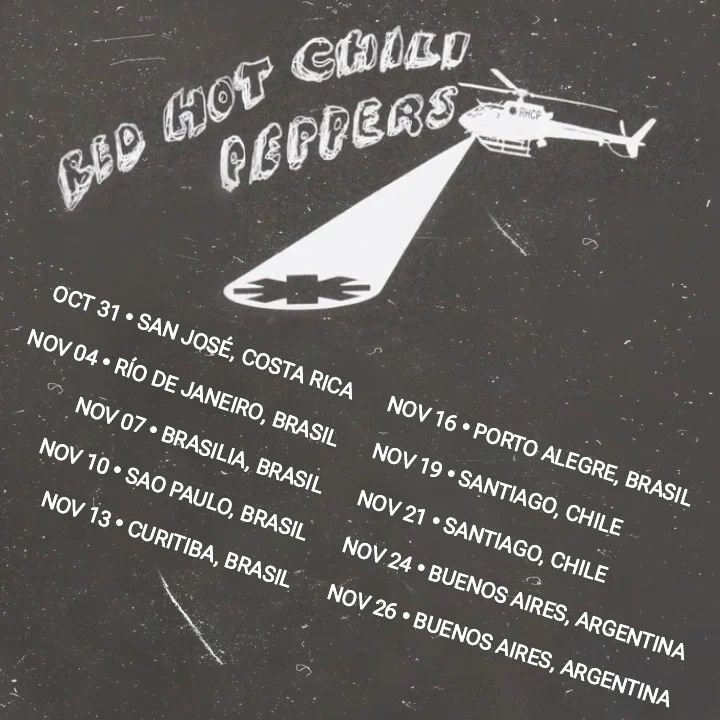 RED HOT CHILI
PEPPERS
RHCP
OCT 31 • SAN JOSÉ, COSTA RICA
NOV 04 • RÍO DE JANEIRO, BRASIL
NOV 07 • BRASILIA, BRASIL
NOV 10 • SAO PAULO, BRASIL
NOV 13 • CURITIBA, BRASIL
NOV 16 • PORTO ALEGRE, BRASIL
NOV 19 • SANTIAGO, CHILE
NOV 21 • SANTIAGO, CHILE
NOV 24 • BUENOS AIRES, ARGENTINA
NOV 26 • BUENOS AIRES, ARGENTINA